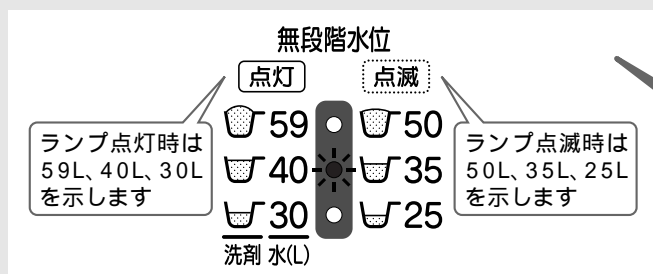 無段階水位
点灯
点滅
ランプ点灯時は
59L、40L、30L
を示します
59
50
40
35
30
25
洗剤 水(L)
ランプ点滅時は
50L、35L、25L
を示します